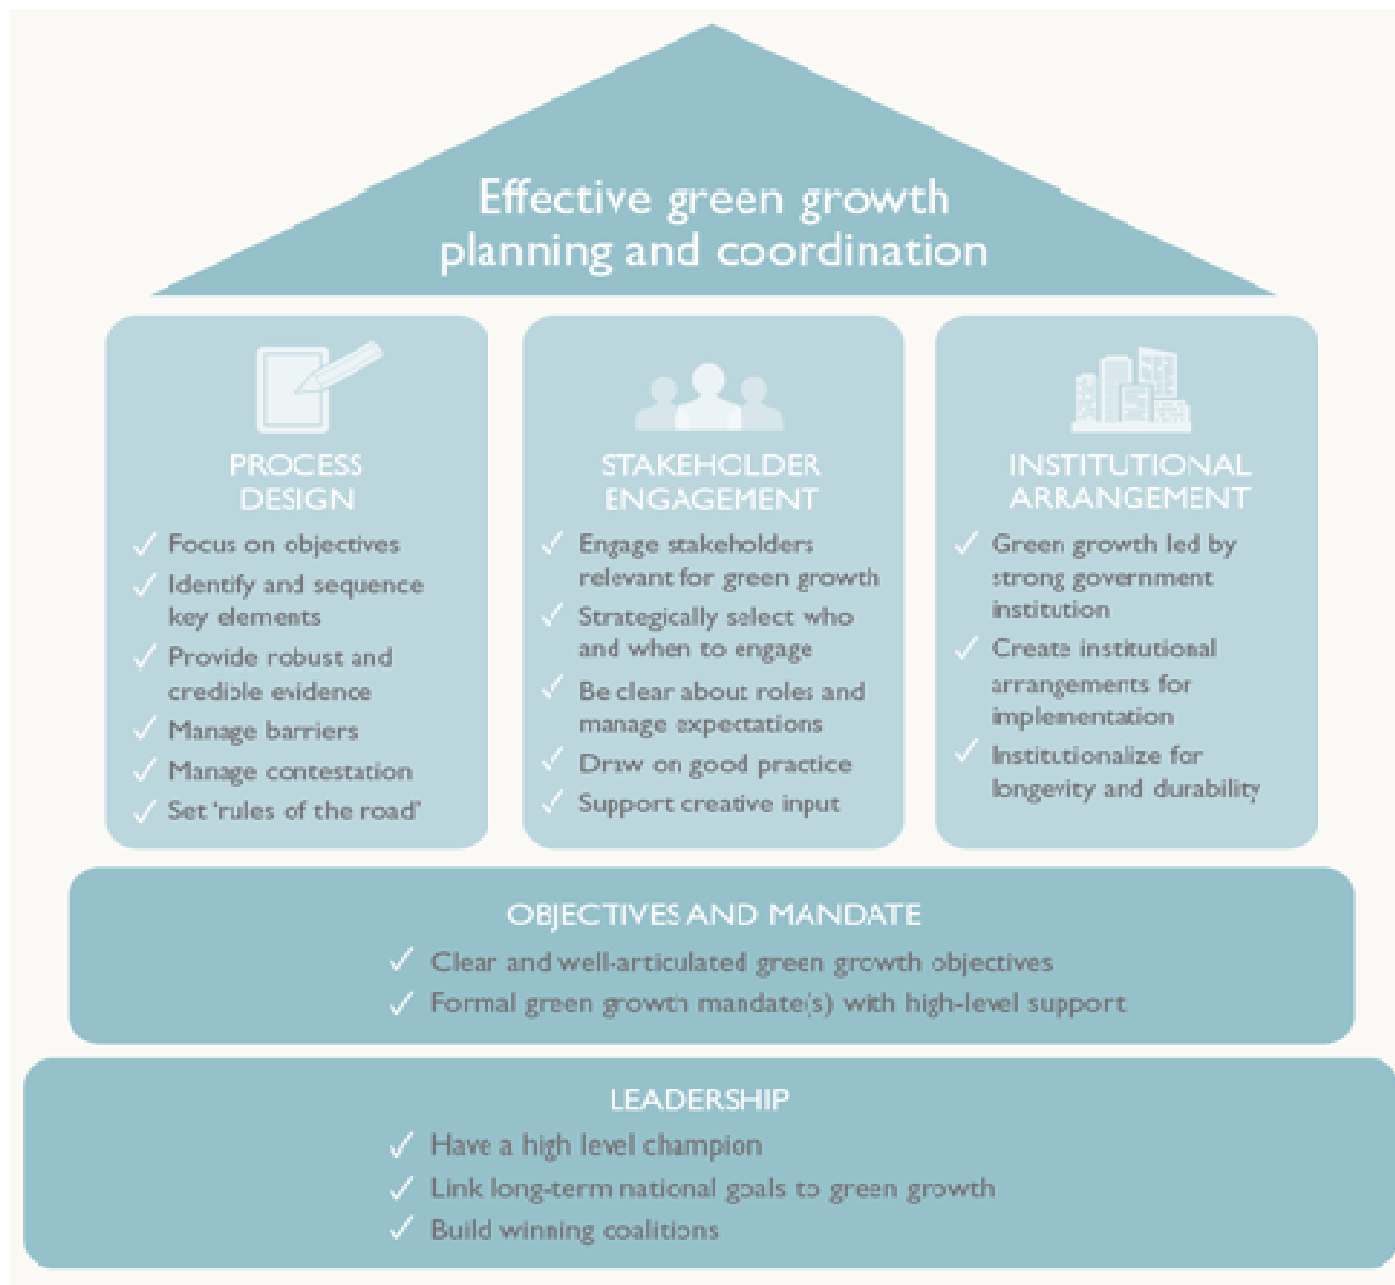 Effective green growth
planning and coordination
PROCESS
DESIGN
Focus on objectives
Identify and sequence
key elements
Provide robust and
credible evidence
Manage barriers
Manage contestation
Set ‘rules of the road’
STAKEHOLDER
ENGAGEMENT
Engage stakeholders
relevant for green growth
Strategically select who
and when to engage
Be clear about roles and
manage expectations
Draw on good practice
Support creative input
INSTITUTIONAL
ARRANGEMENT
Green growth led by
strong government
institution
Create institutional
arrangements for
implementation
Institutionalize for
longevity and durability
OBJECTIVES AND MANDATE
Clear and well-articulated green growth objectives
Formal green growth mandate(s) with high-level support
LEADERSHIP
Have a high level champion
Link long-term national goals to green growth
Build winning coalitions